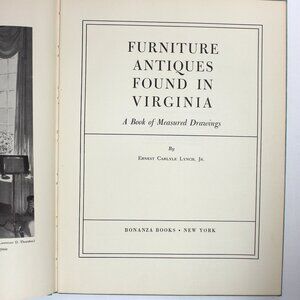 FURNITURE
ANTIQUES
FOUND IN
VIRGINIA
A Book of Measured Drawings
By
ERNEST CARLYLE LYNCH, JR.
BONANZA BOOKS • NEW YORK